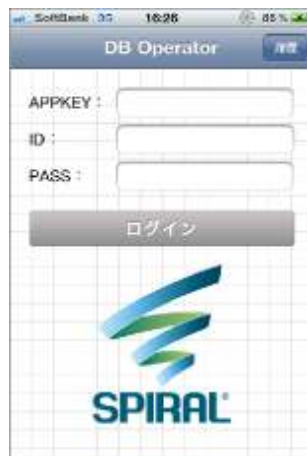 SoftBank 3G 16:26 85%
DB Operator
APPKEY：
ID：
PASS：
ログイン
SPIRAL